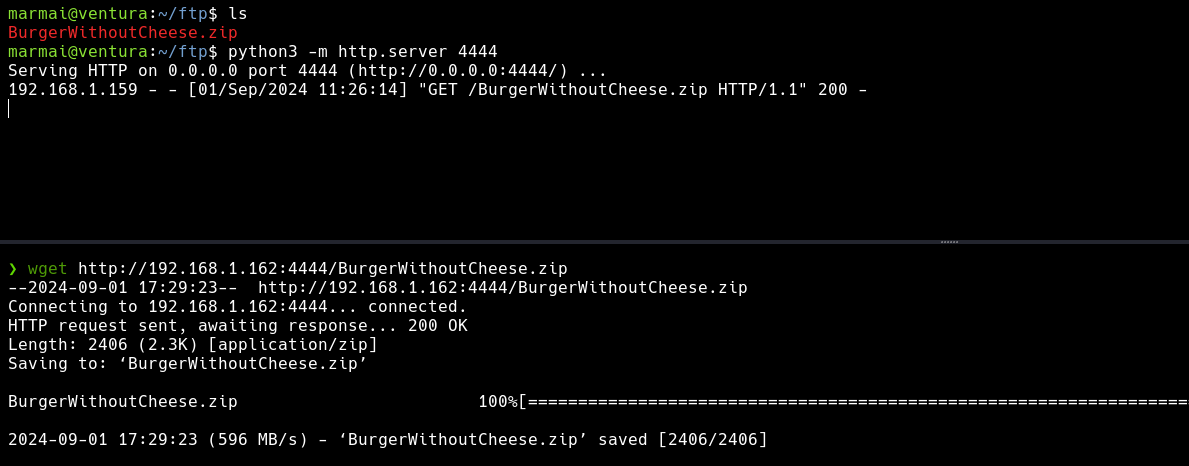 marmai@ventura:~/ftp$ ls
BurgerWithoutCheese.zip
marmai@ventura:~/ftp$ python3 -m http.server 4444
Serving HTTP on 0.0.0.0 port 4444 (http://0.0.0.0:4444/) ...
192.168.1.159 - - [01/Sep/2024 11:26:14] "GET /BurgerWithoutCheese.zip HTTP/1.1" 200 -
❯ wget http://192.168.1.162:4444/BurgerWithoutCheese.zip
--2024-09-01 17:29:23--  http://192.168.1.162:4444/BurgerWithoutCheese.zip
Connecting to 192.168.1.162:4444... connected.
HTTP request sent, awaiting response... 200 OK
Length: 2406 (2.3K) [application/zip]
Saving to: ‘BurgerWithoutCheese.zip’
BurgerWithoutCheese.zip                        100%[===================================================================
2024-09-01 17:29:23 (596 MB/s) - ‘BurgerWithoutCheese.zip’ saved [2406/2406]